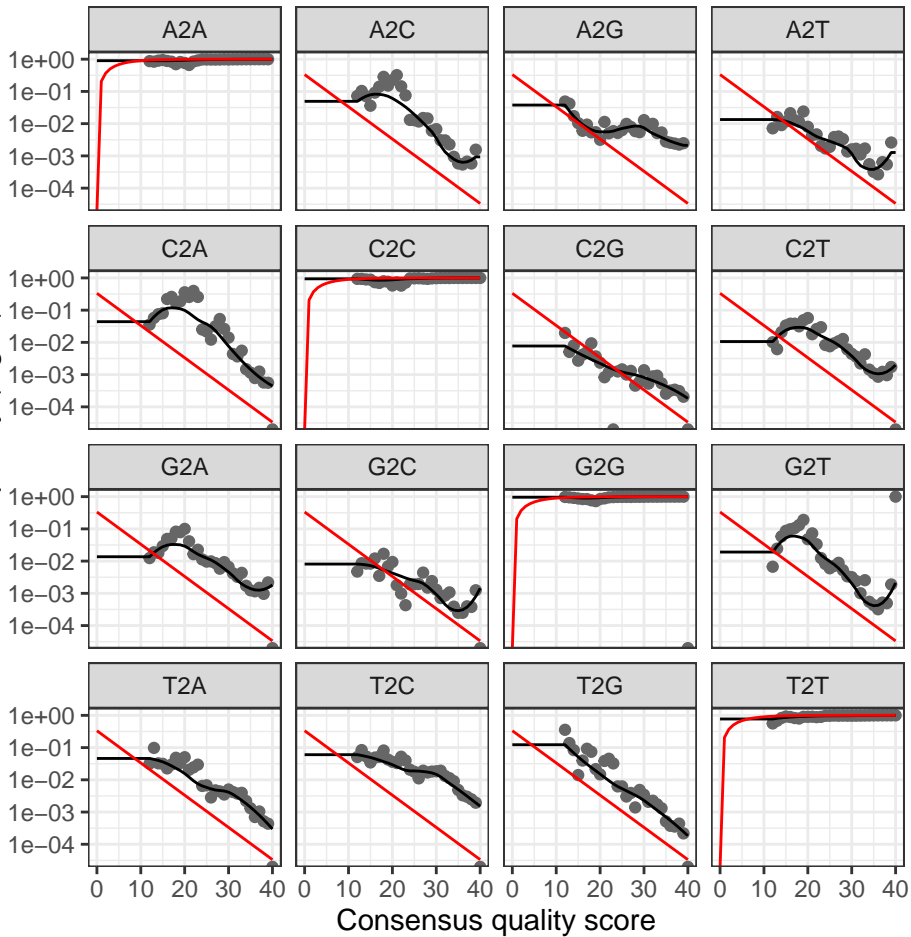 A2A A2C A2G A2T
1e+00
1e−01
1e−02
1e−03
1e−04
C2A C2C C2G C2T
1e+00
1e−01
1e−02
1e−03
1e−04
G2A G2C G2G G2T
1e+00
1e−01
1e−02
1e−03
1e−04
T2A T2C T2G T2T
1e+00
1e−01
1e−02
1e−03
1e−04
0 10 20 30 40 0 10 20 30 40 0 10 20 30 40 0 10 20 30 40
Consensus quality score